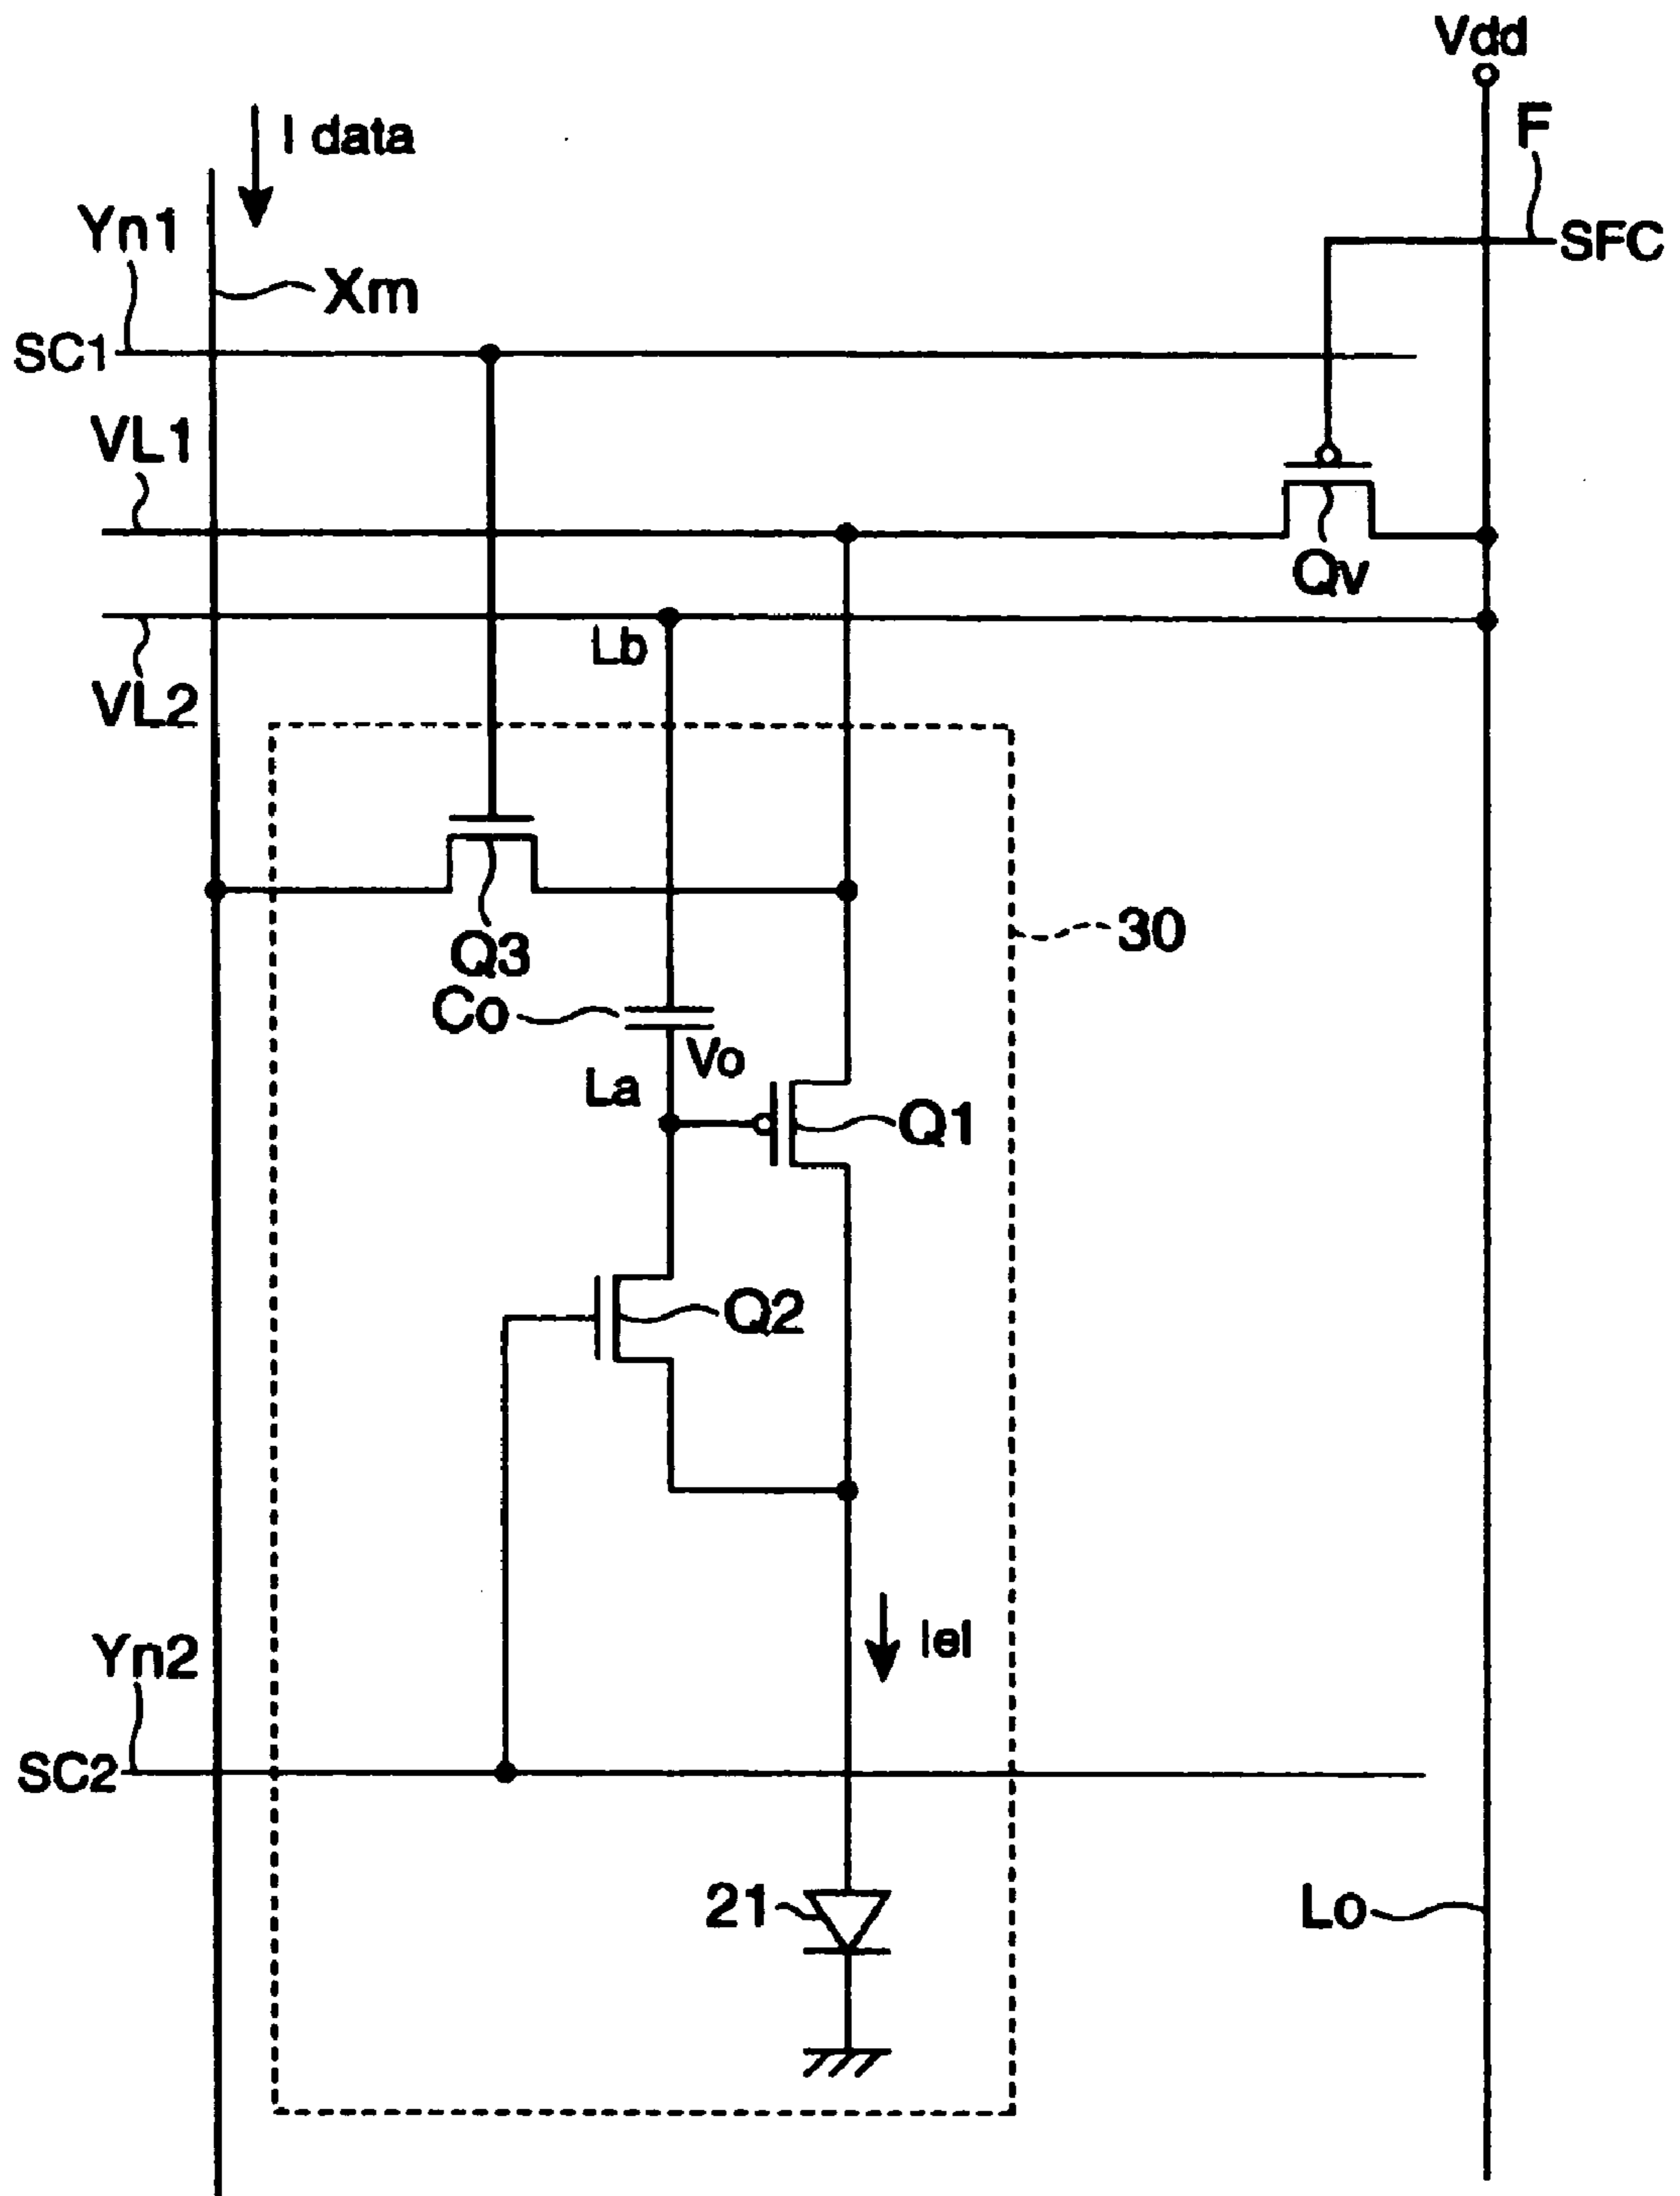 Vdd
F
I data
Yn1
SFC
Xm
SC1
VL1
Qv
Lb
VL2
30
Q3
Co
Vo
La
Q1
Q2
Iel
Yn2
SC2
21
Lo